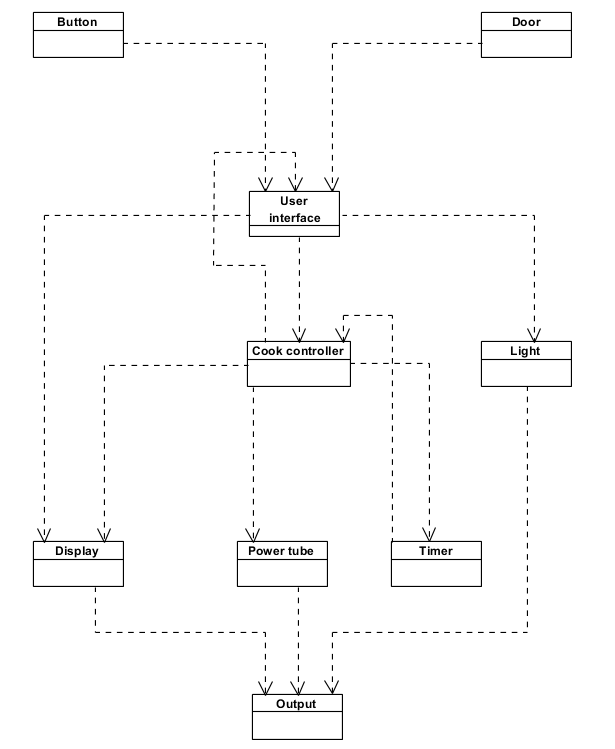 Button
Door
User
interface
Cook controller
Light
Display
Power tube
Timer
Output